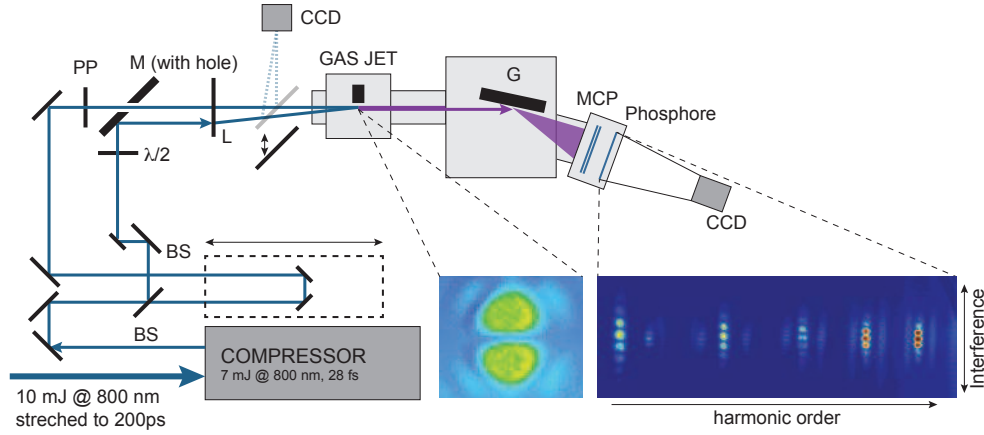 CCD
GAS JET
M (with hole)
PP
G
MCP
Phosphore
L
λ/2
CCD
BS
BS
COMPRESSOR
7 mJ @ 800 nm, 28 fs
10 mJ @ 800 nm
streched to 200ps
Interference
harmonic order